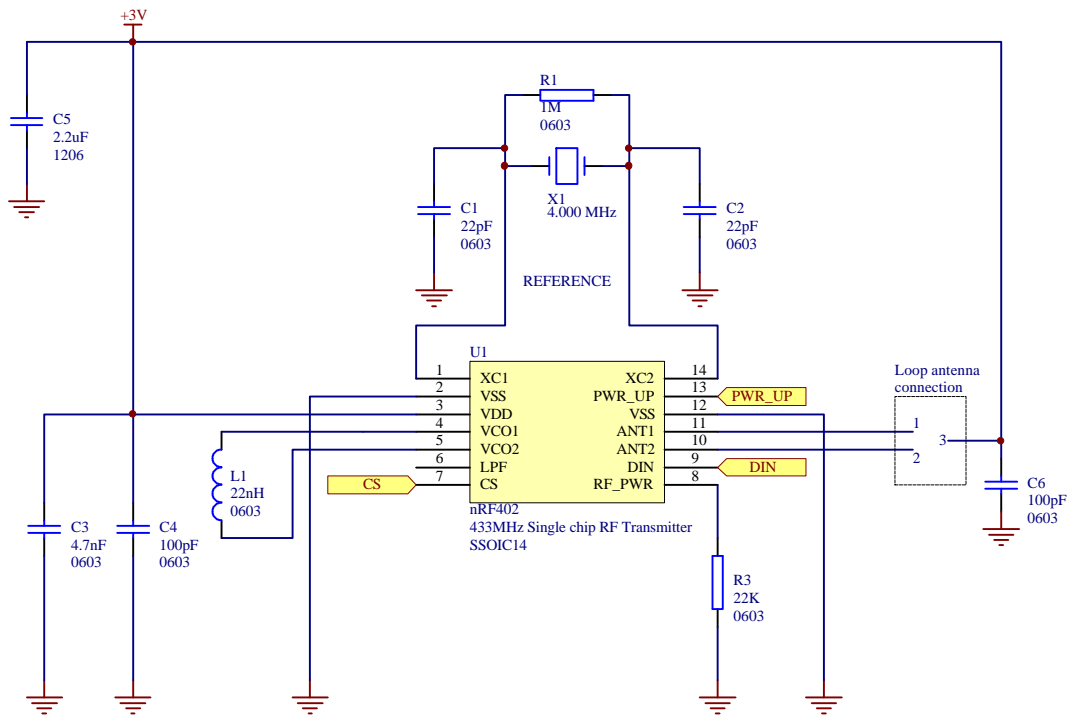 +3V
C5
2.2uF
1206
R1
1M
0603
X1
4.000 MHz
C1
22pF
0603
C2
22pF
0603
REFERENCE
U1
1
XC1
2
VSS
3
VDD
4
VCO1
5
VCO2
6
LPF
7
CS
14
XC2
13
PWR_UP
12
VSS
11
ANT1
10
ANT2
9
DIN
8
RF_PWR
nRF402
433MHz Single chip RF Transmitter
SSOIC14
CS
PWR_UP
DIN
Loop antenna
connection
1
2
3
L1
22nH
0603
C3
4.7nF
0603
C4
100pF
0603
C6
100pF
0603
R3
22K
0603